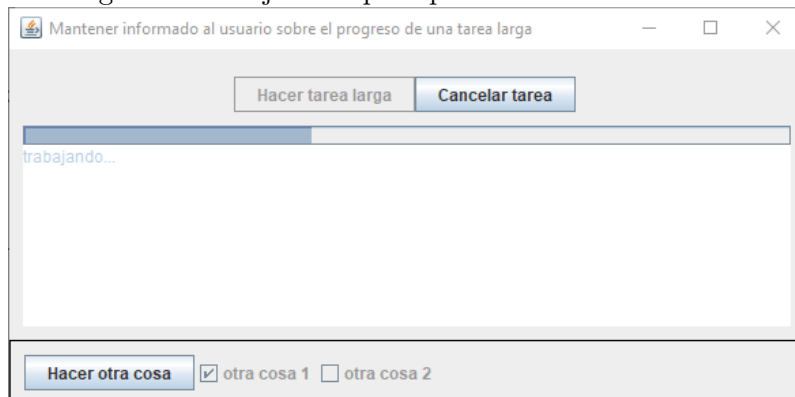 Mantener informado al usuario sobre el progreso de una tarea larga
Hacer tarea larga Cancelar tarea
trabajando...
Hacer otra cosa otra cosa 1 otra cosa 2